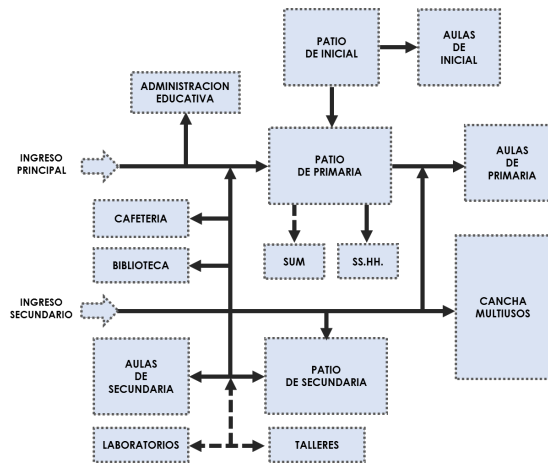 PATIO
DE INICIAL
AULAS
DE
INICIAL
ADMINISTRACION
EDUCATIVA
INGRESO
PRINCIPAL
PATIO
DE PRIMARIA
AULAS
DE
PRIMARIA
CAFETERIA
BIBLIOTECA
SUM
SS.HH.
INGRESO
SECUNDARIO
CANCHA
MULTIUSOS
AULAS
DE
SECUNDARIA
PATIO
DE SECUNDARIA
LABORATORIOS
TALLERES